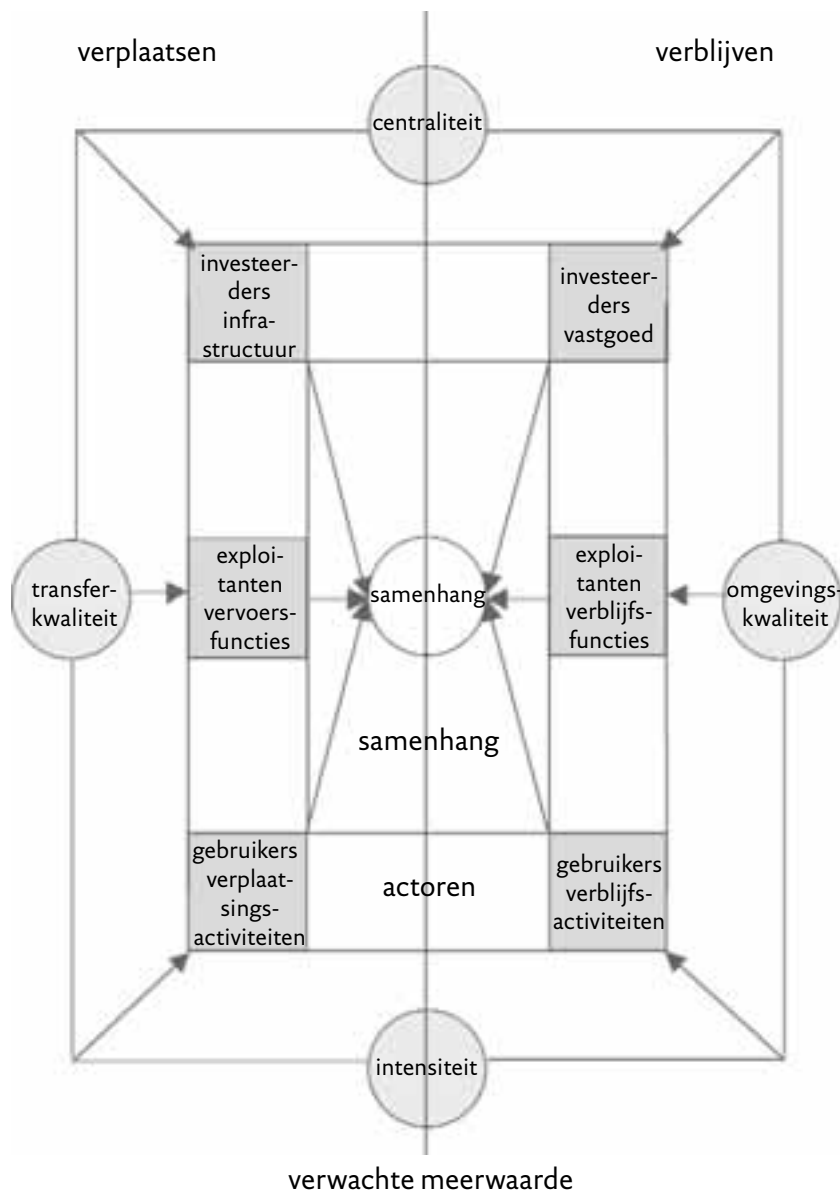 verplaatsen
verblijven
centraliteit
investeer-
ders
infra-
structuur
investeer-
ders
vastgoed
transfer-
kwaliteit
exploi-
tanten
vervoers-
functies
samenhang
exploi-
tanten
verblijfs-
functies
omgevings-
kwaliteit
samenhang
gebruikers
verplaat-
sings-
activiteiten
actoren
gebruikers
verblijfs-
activiteiten
intensiteit
verwachte meerwaarde